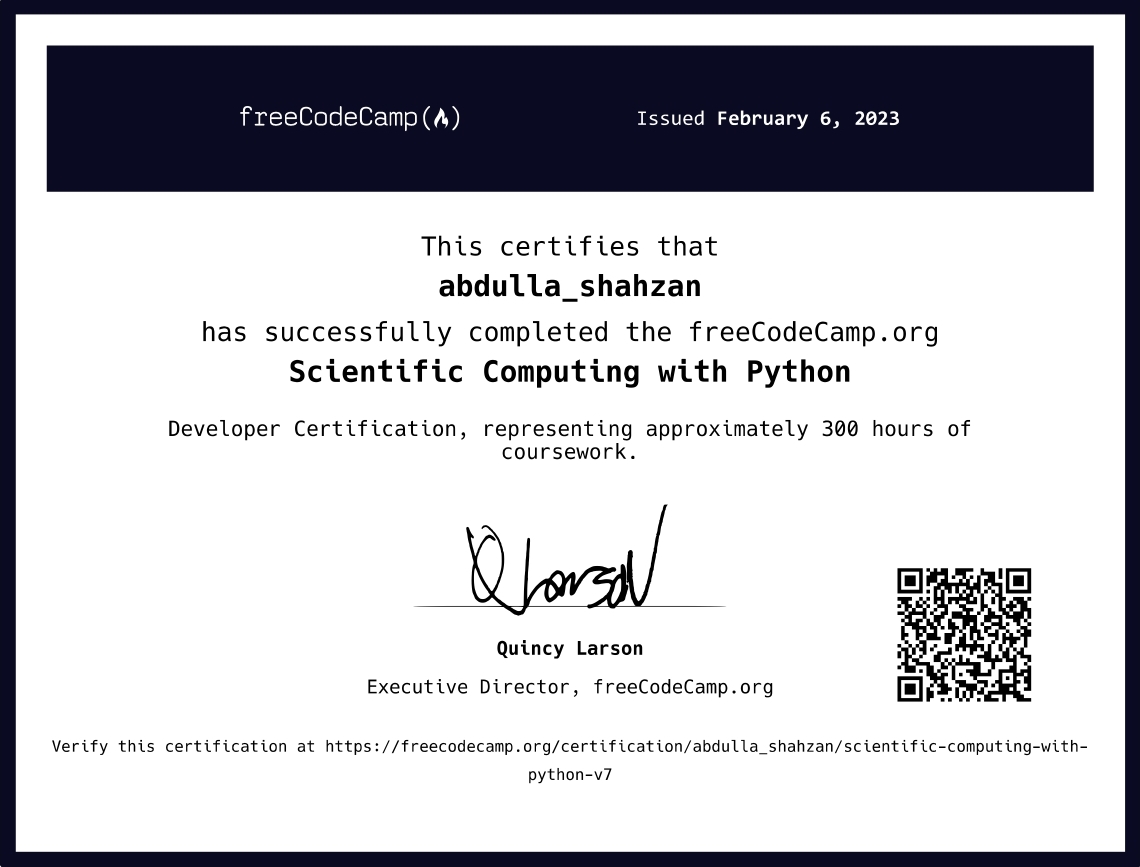 freeCodeCamp(🔥)
Issued February 6, 2023
This certifies that
abdulla_shahzan
has successfully completed the freeCodeCamp.org
Scientific Computing with Python
Developer Certification, representing approximately 300 hours of
coursework.
Q Larson
Quincy Larson
Executive Director, freeCodeCamp.org
Verify this certification at https://freecodecamp.org/certification/abdulla_shahzan/scientific-computing-with-
python-v7